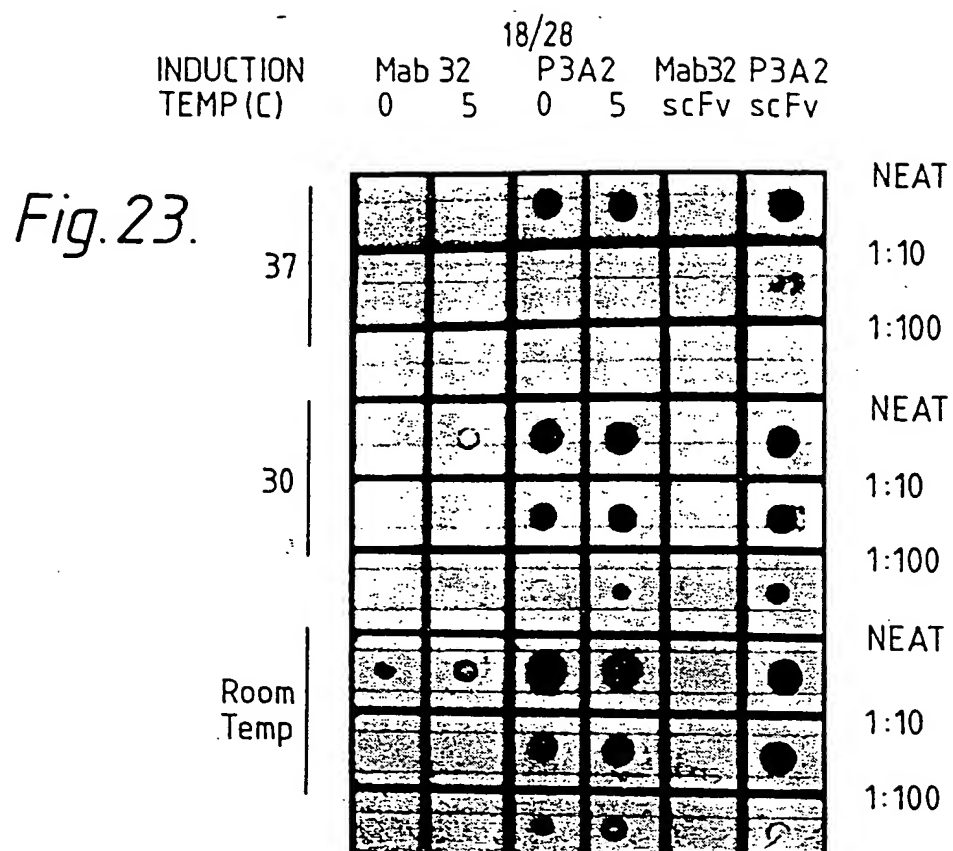 18/28
INDUCTION Mab 32 P3A2 Mab32 P3A2
TEMP (C) 0 5 0 5 scFv scFv
Fig. 23.
NEAT
37
1:10
1:100
NEAT
30
1:10
1:100
NEAT
Room
Temp
1:10
1:100